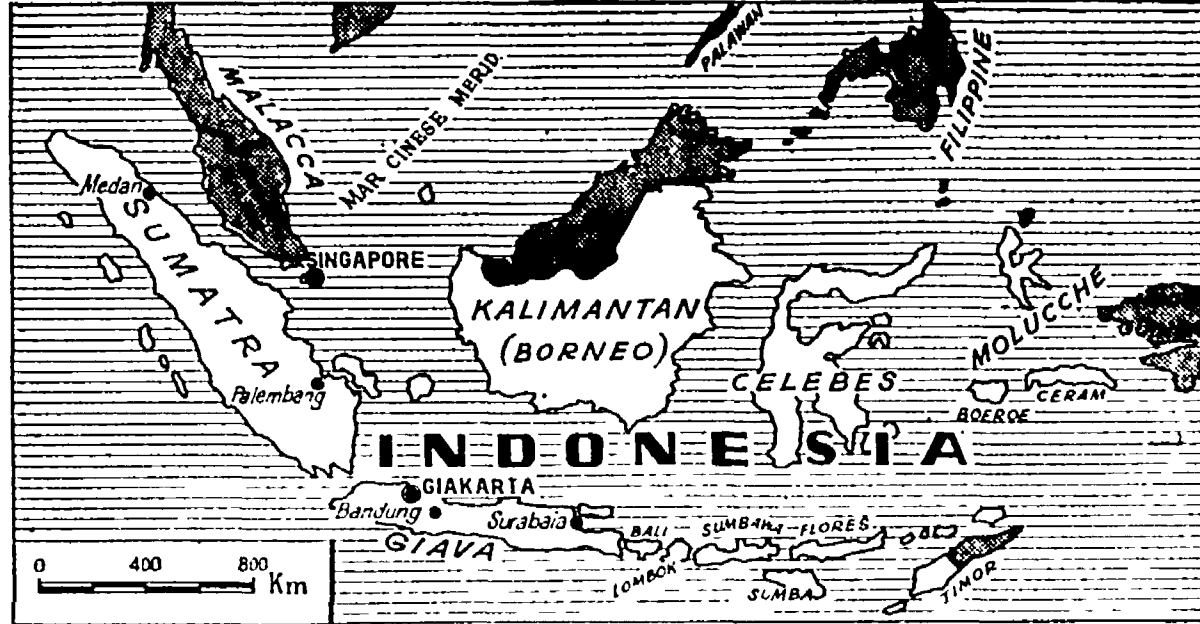 PALAWAN
FILIPPINE
MALACCA
MAR CINESE MERID
Medan
SUMATRA
SINGAPORE
KALIMANTAN
(BORNEO)
MOLUCCHE
CELEBES
Palembang
BOEROE
CERAM
INDONESIA
GIAKARTA
Bandung
Surabaia
GIAVA
BALI
SUMBAWA-FLORES
LOMBOK
SUMBA
TIMOR
0 400 800 Km